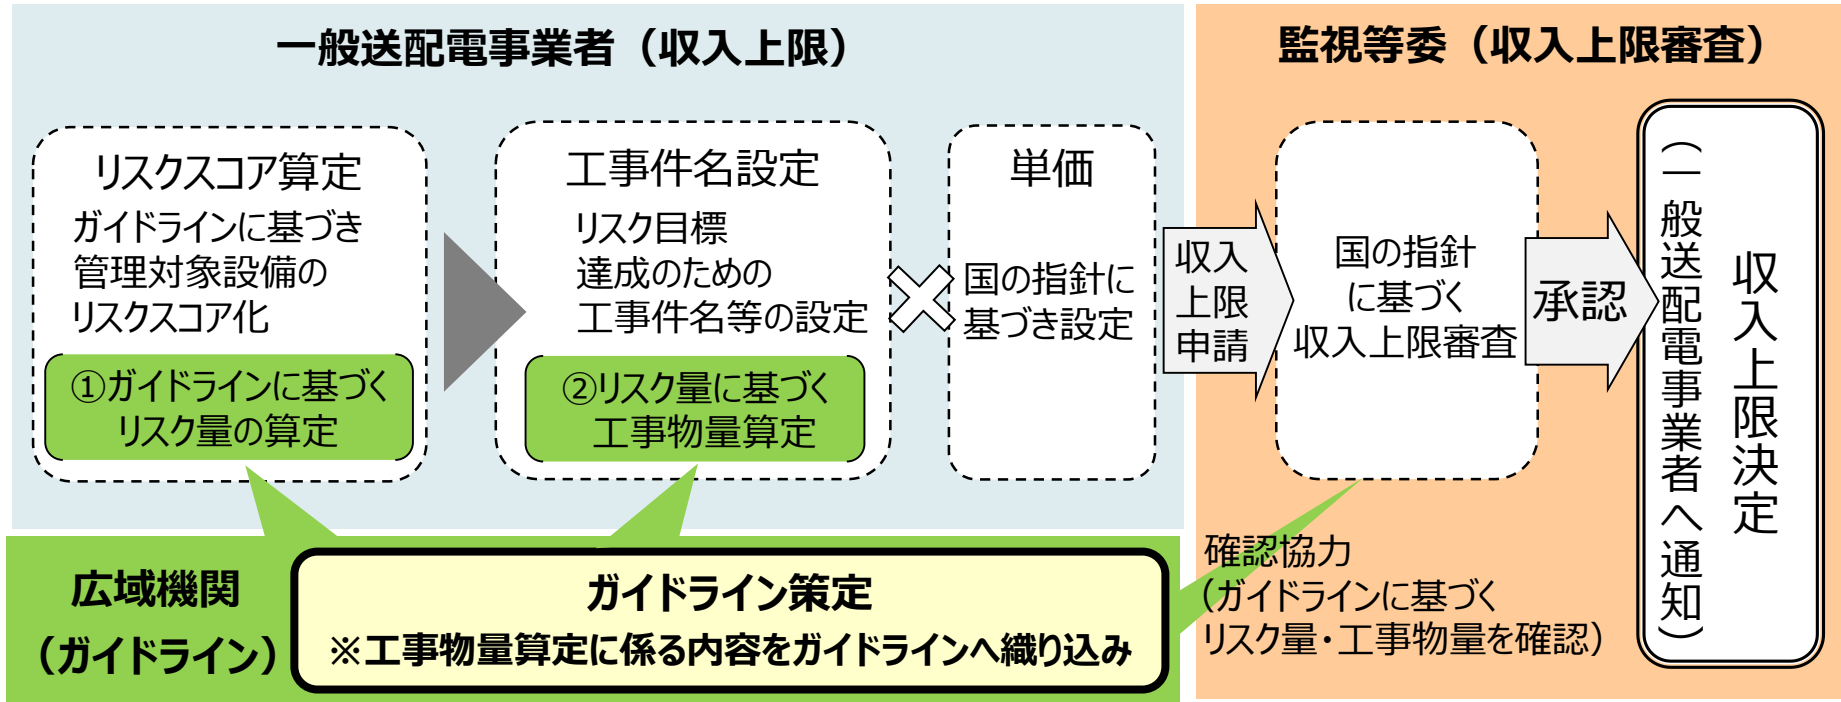 一般送配電事業者（収入上限）
リスクスコア算定
ガイドラインに基づき
管理対象設備の
リスクスコア化
①ガイドラインに基づく
リスク量の算定
工事件名設定
リスク目標
達成のための
工事件名等の設定
②リスク量に基づく
工事物量算定
単価
国の指針に
基づき設定
収入
上限
申請
監視等委（収入上限審査）
国の指針
に基づく
収入上限審査
承認
収入上限決定
（一般送配電事業者へ通知）
広域機関
（ガイドライン）
ガイドライン策定
※工事物量算定に係る内容をガイドラインへ織り込み
確認協力
（ガイドラインに基づく
リスク量・工事物量を確認）